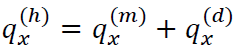 q_x^{(h)} = q_x^{(m)} + q_x^{(d)}